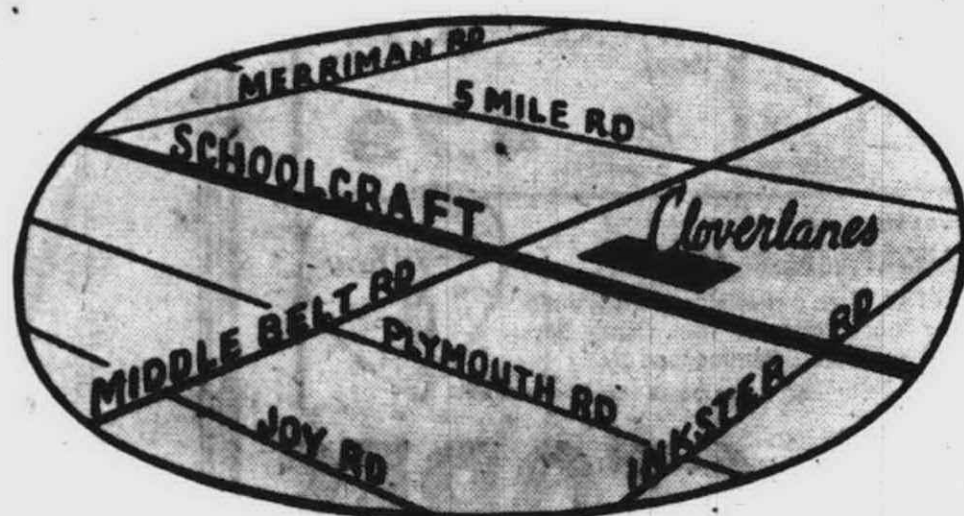 MERRIMAN RD
5 MILE RD
SCHOOLCRAFT
Cloverlanes
MIDDLE BELT RD
PLYMOUTH RD
INKSTER RD
JOY RD